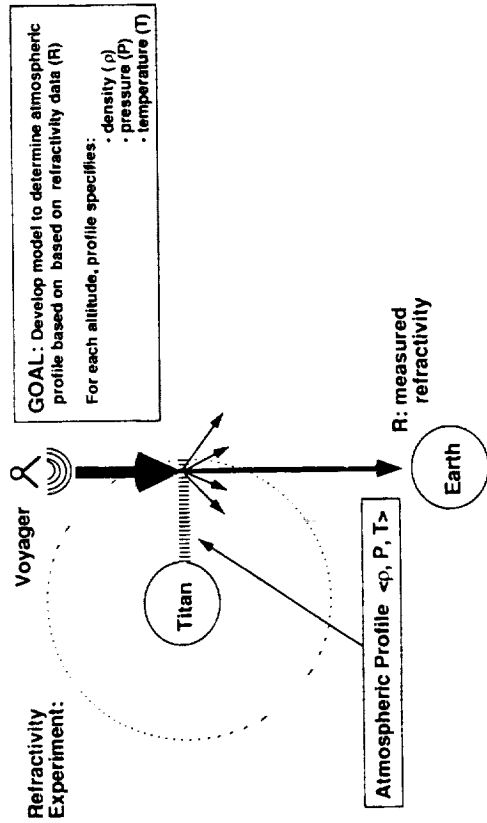 Refractivity
Experiment:
Voyager
GOAL: Develop model to determine atmospheric
profile based on based on refractivity data (R)
For each altitude, profile specifies:
· density (ρ)
· pressure (P)
· temperature (T)
Titan
Atmospheric Profile <ρ, P, T>
R: measured
refractivity
Earth